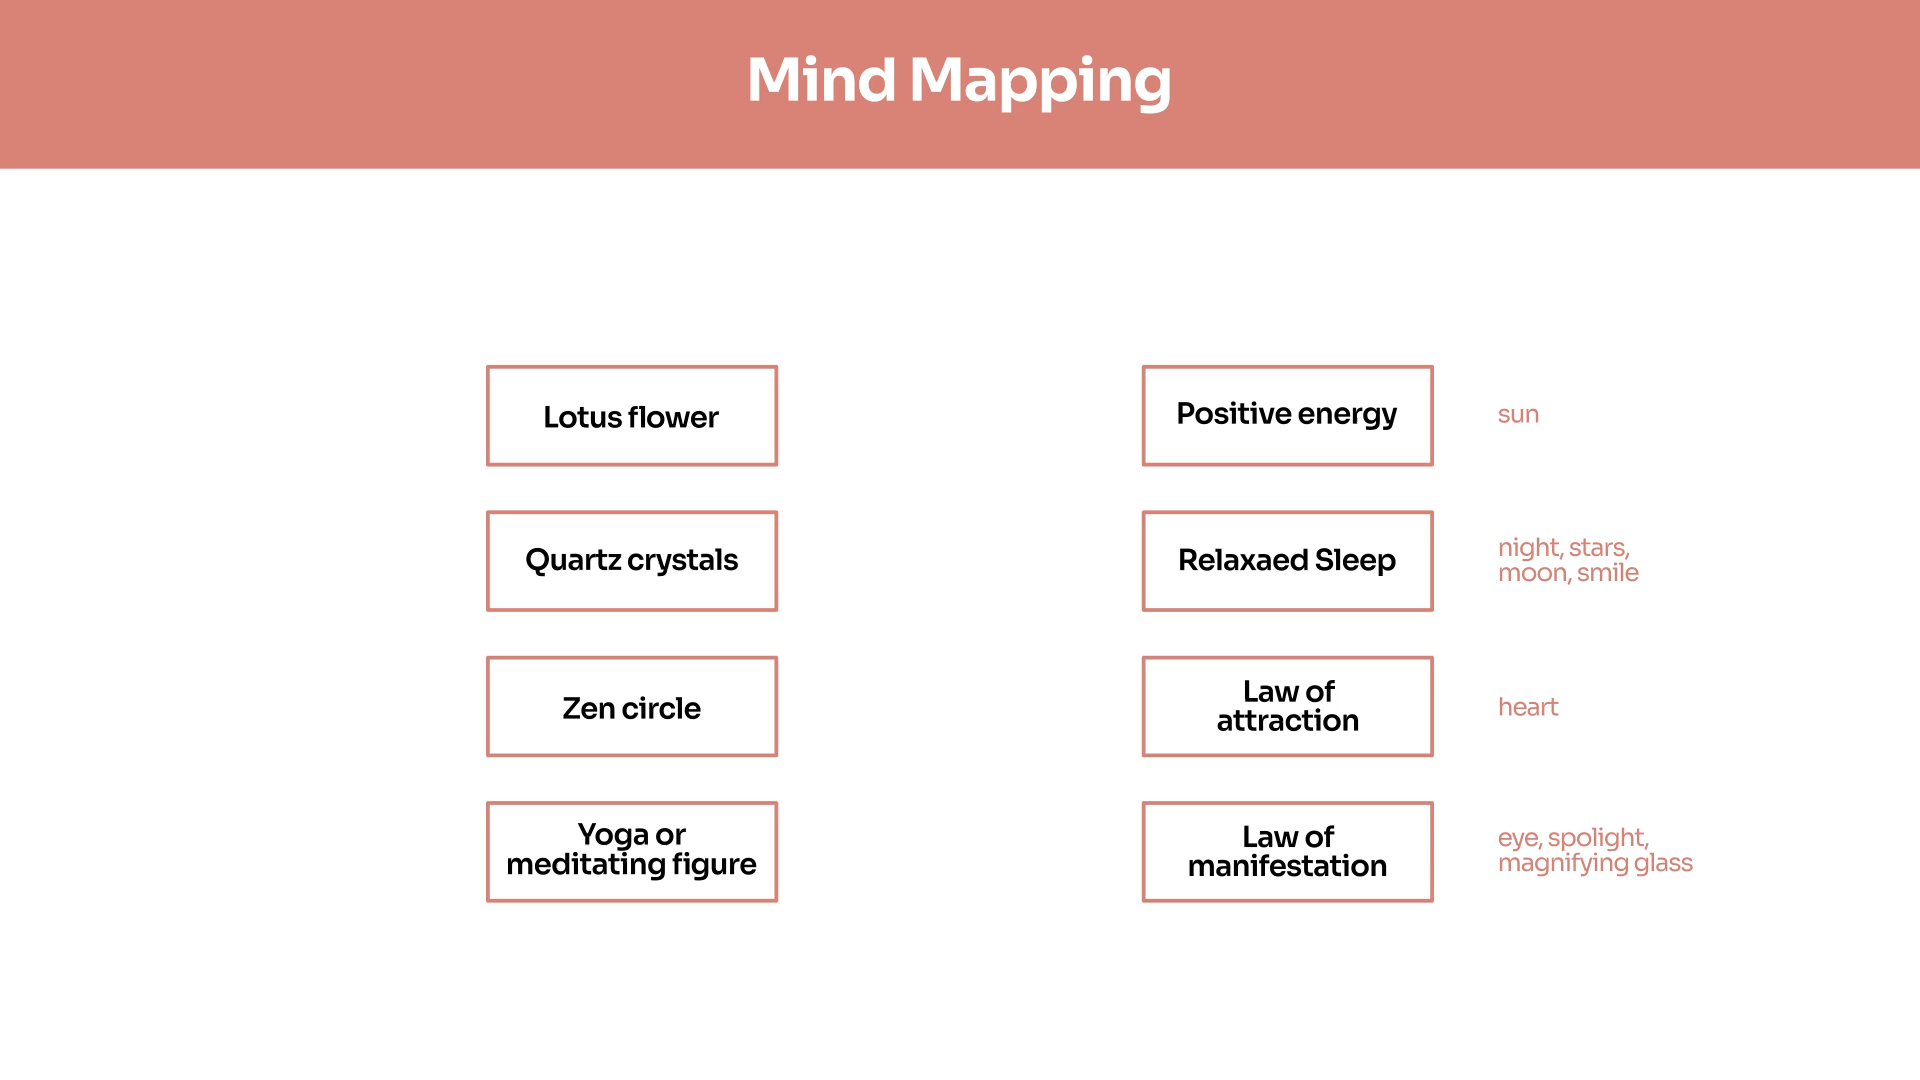 Mind Mapping
Lotus flower
Quartz crystals
Zen circle
Yoga or
meditating figure
Positive energy
sun
Relaxaed Sleep
night, stars,
moon, smile
Law of
attraction
heart
Law of
manifestation
eye, spolight,
magnifying glass